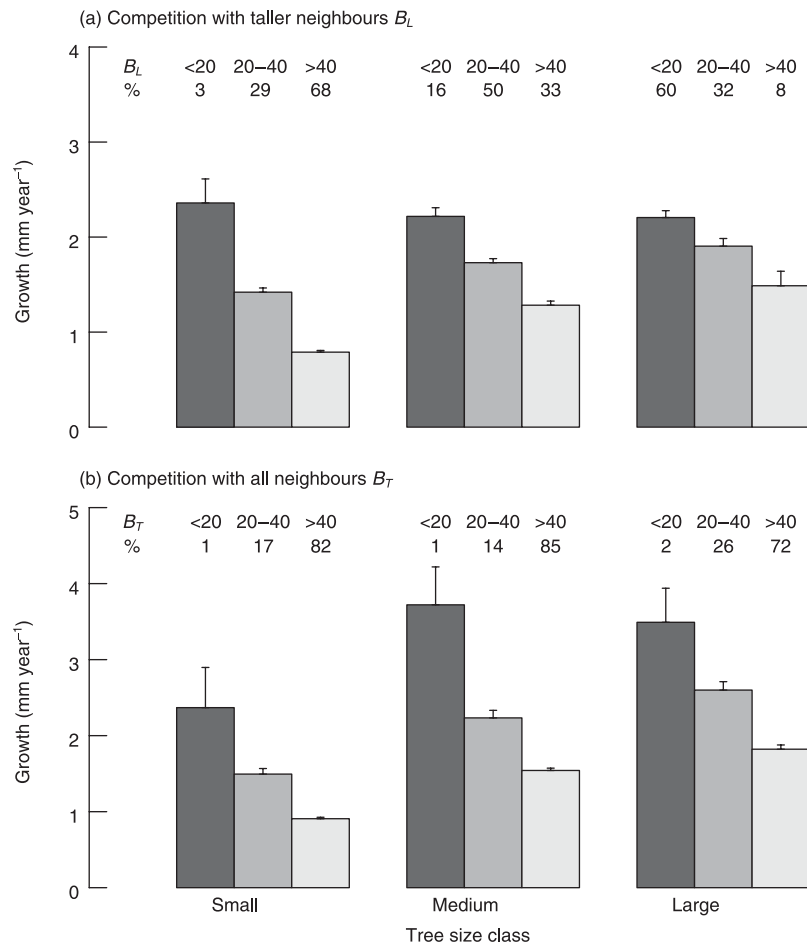 (a) Competition with taller neighbours B_L
4
3
2
1
0
Growth (mm year⁻¹)
B_L <20 20–40 >40 <20 20–40 >40 <20 20–40 >40
% 3 29 68 16 50 33 60 32 8
(b) Competition with all neighbours B_T
5
4
3
2
1
0
Growth (mm year⁻¹)
B_T <20 20–40 >40 <20 20–40 >40 <20 20–40 >40
% 1 17 82 1 14 85 2 26 72
Small Medium Large
Tree size class